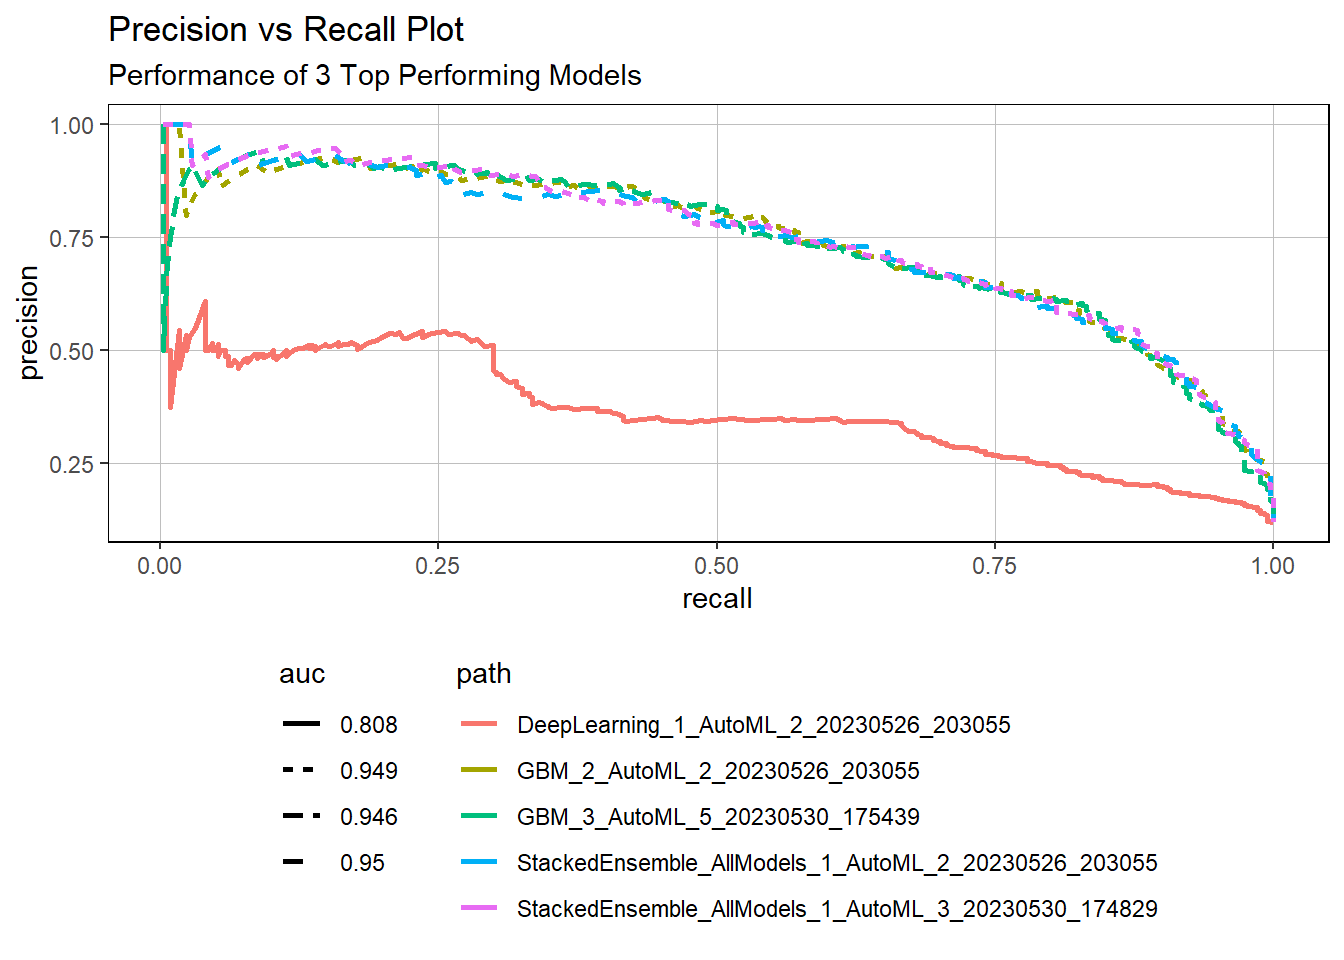 Precision vs Recall Plot
Performance of 3 Top Performing Models
precision
1.00
0.75
0.50
0.25
0.00 0.25 0.50 0.75 1.00
recall
auc
0.808
0.949
0.946
0.95
path
DeepLearning_1_AutoML_2_20230526_203055
GBM_2_AutoML_2_20230526_203055
GBM_3_AutoML_5_20230530_175439
StackedEnsemble_AllModels_1_AutoML_2_20230526_203055
StackedEnsemble_AllModels_1_AutoML_3_20230530_174829